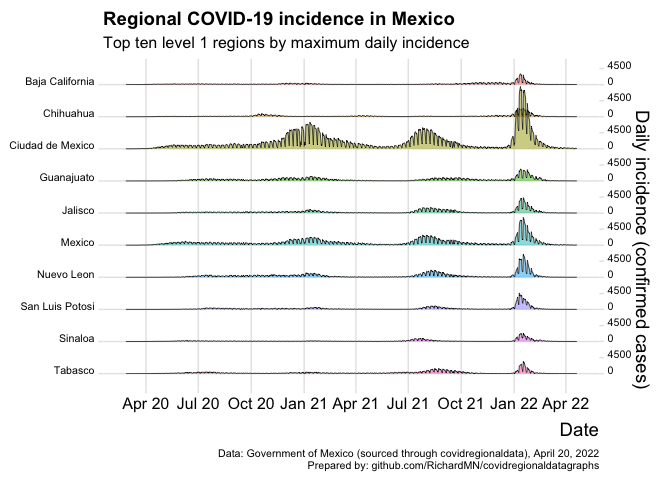 Regional COVID-19 incidence in Mexico
Top ten level 1 regions by maximum daily incidence
Baja California
4500
0
Chihuahua
4500
0
Ciudad de Mexico
4500
0
Guanajuato
4500
0
Jalisco
4500
0
Mexico
4500
0
Nuevo Leon
4500
0
San Luis Potosi
4500
0
Sinaloa
4500
0
Tabasco
4500
0
Daily incidence (confirmed cases)
Apr 20 Jul 20 Oct 20 Jan 21 Apr 21 Jul 21 Oct 21 Jan 22 Apr 22
Date
Data: Government of Mexico (sourced through covidregionaldata), April 20, 2022
Prepared by: github.com/RichardMN/covidregionaldatagraphs